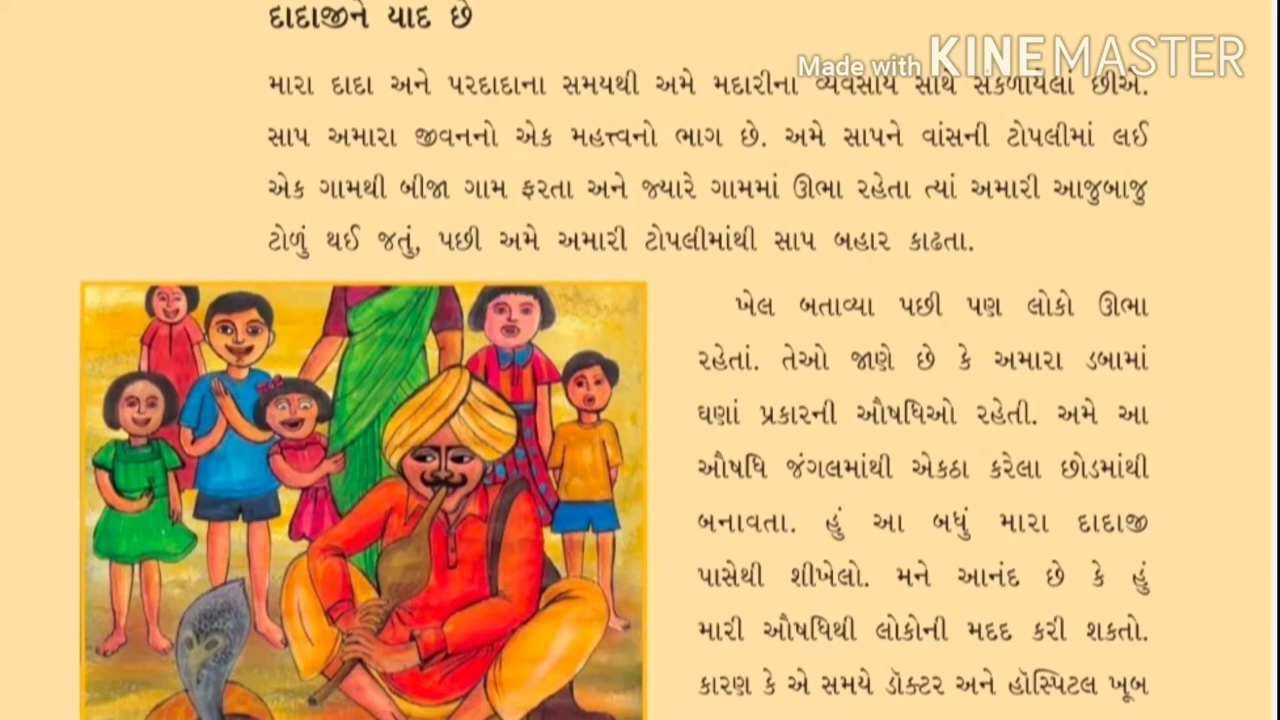 દાદાજીને યાદ છે
Made with KINEMASTER
મારા દાદા અને પરદાદાના સમયથી અમે મદારીના વ્યવસાય સાથે સંકળાયેલાં છીએ.
સાપ અમારા જીવનનો એક મહત્ત્વનો ભાગ છે. અમે સાપને વાંસની ટોપલીમાં લઈ
એક ગામથી બીજા ગામ ફરતા અને જ્યારે ગામમાં ઊભા રહેતા ત્યાં અમારી આજુબાજુ
ટોળું થઈ જતું, પછી અમે અમારી ટોપલીમાંથી સાપ બહાર કાઢતા.
ખેલ બતાવ્યા પછી પણ લોકો ઊભા
રહેતાં. તેઓ જાણે છે કે અમારા ડબામાં
ઘણાં પ્રકારની ઔષધિઓ રહેતી. અમે આ
ઔષધિ જંગલમાંથી એકઠા કરેલા છોડમાંથી
બનાવતા. હું આ બધું મારા દાદાજી
પાસેથી શીખેલો. મને આનંદ છે કે હું
મારી ઔષધિથી લોકોની મદદ કરી શકતો.
કારણ કે એ સમયે ડૉક્ટર અને હૉસ્પિટલ ખૂબ